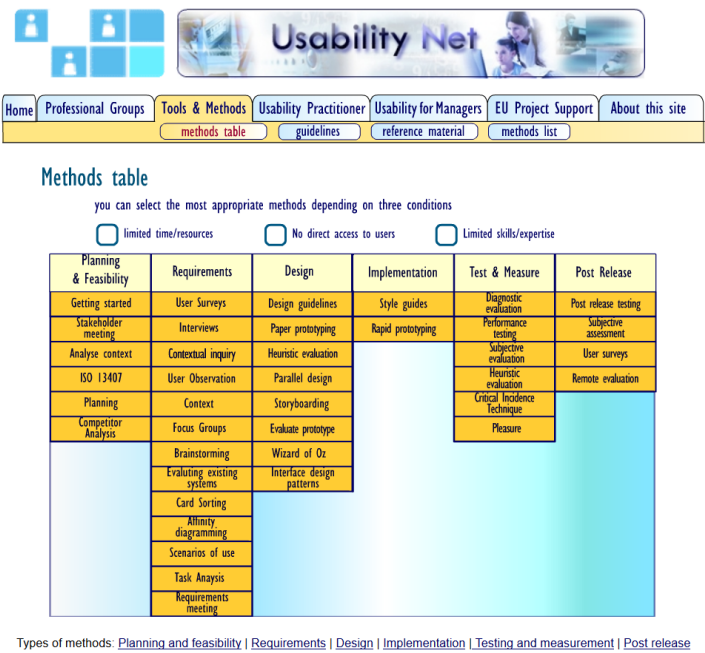 Usability Net
Home Professional Groups Tools & Methods Usability Practitioner Usability for Managers EU Project Support About this site
methods table guidelines reference material methods list
Methods table
you can select the most appropriate methods depending on three conditions
limited time/resources No direct access to users Limited skills/expertise
Planning
& Feasibility
Requirements
Design
Implementation
Test & Measure
Post Release
Getting started
Stakeholder
meeting
Analyse context
ISO 13407
Planning
Competitor
Analysis
User Surveys
Interviews
Contextual inquiry
User Observation
Context
Focus Groups
Brainstorming
Evaluting existing
systems
Card Sorting
Affinity
diagramming
Scenarios of use
Task Anaysis
Requirements
meeting
Design guidelines
Paper prototyping
Heuristic evaluation
Parallel design
Storyboarding
Evaluate prototype
Wizard of Oz
Interface design
patterns
Style guides
Rapid prototyping
Diagnostic
evaluation
Performance
testing
Subjective
evaluation
Heuristic
evaluation
Critical Incidence
Technique
Pleasure
Post release testing
Subjective
assessment
User surveys
Remote evaluation
Types of methods: Planning and feasibility | Requirements | Design | Implementation | Testing and measurement | Post release